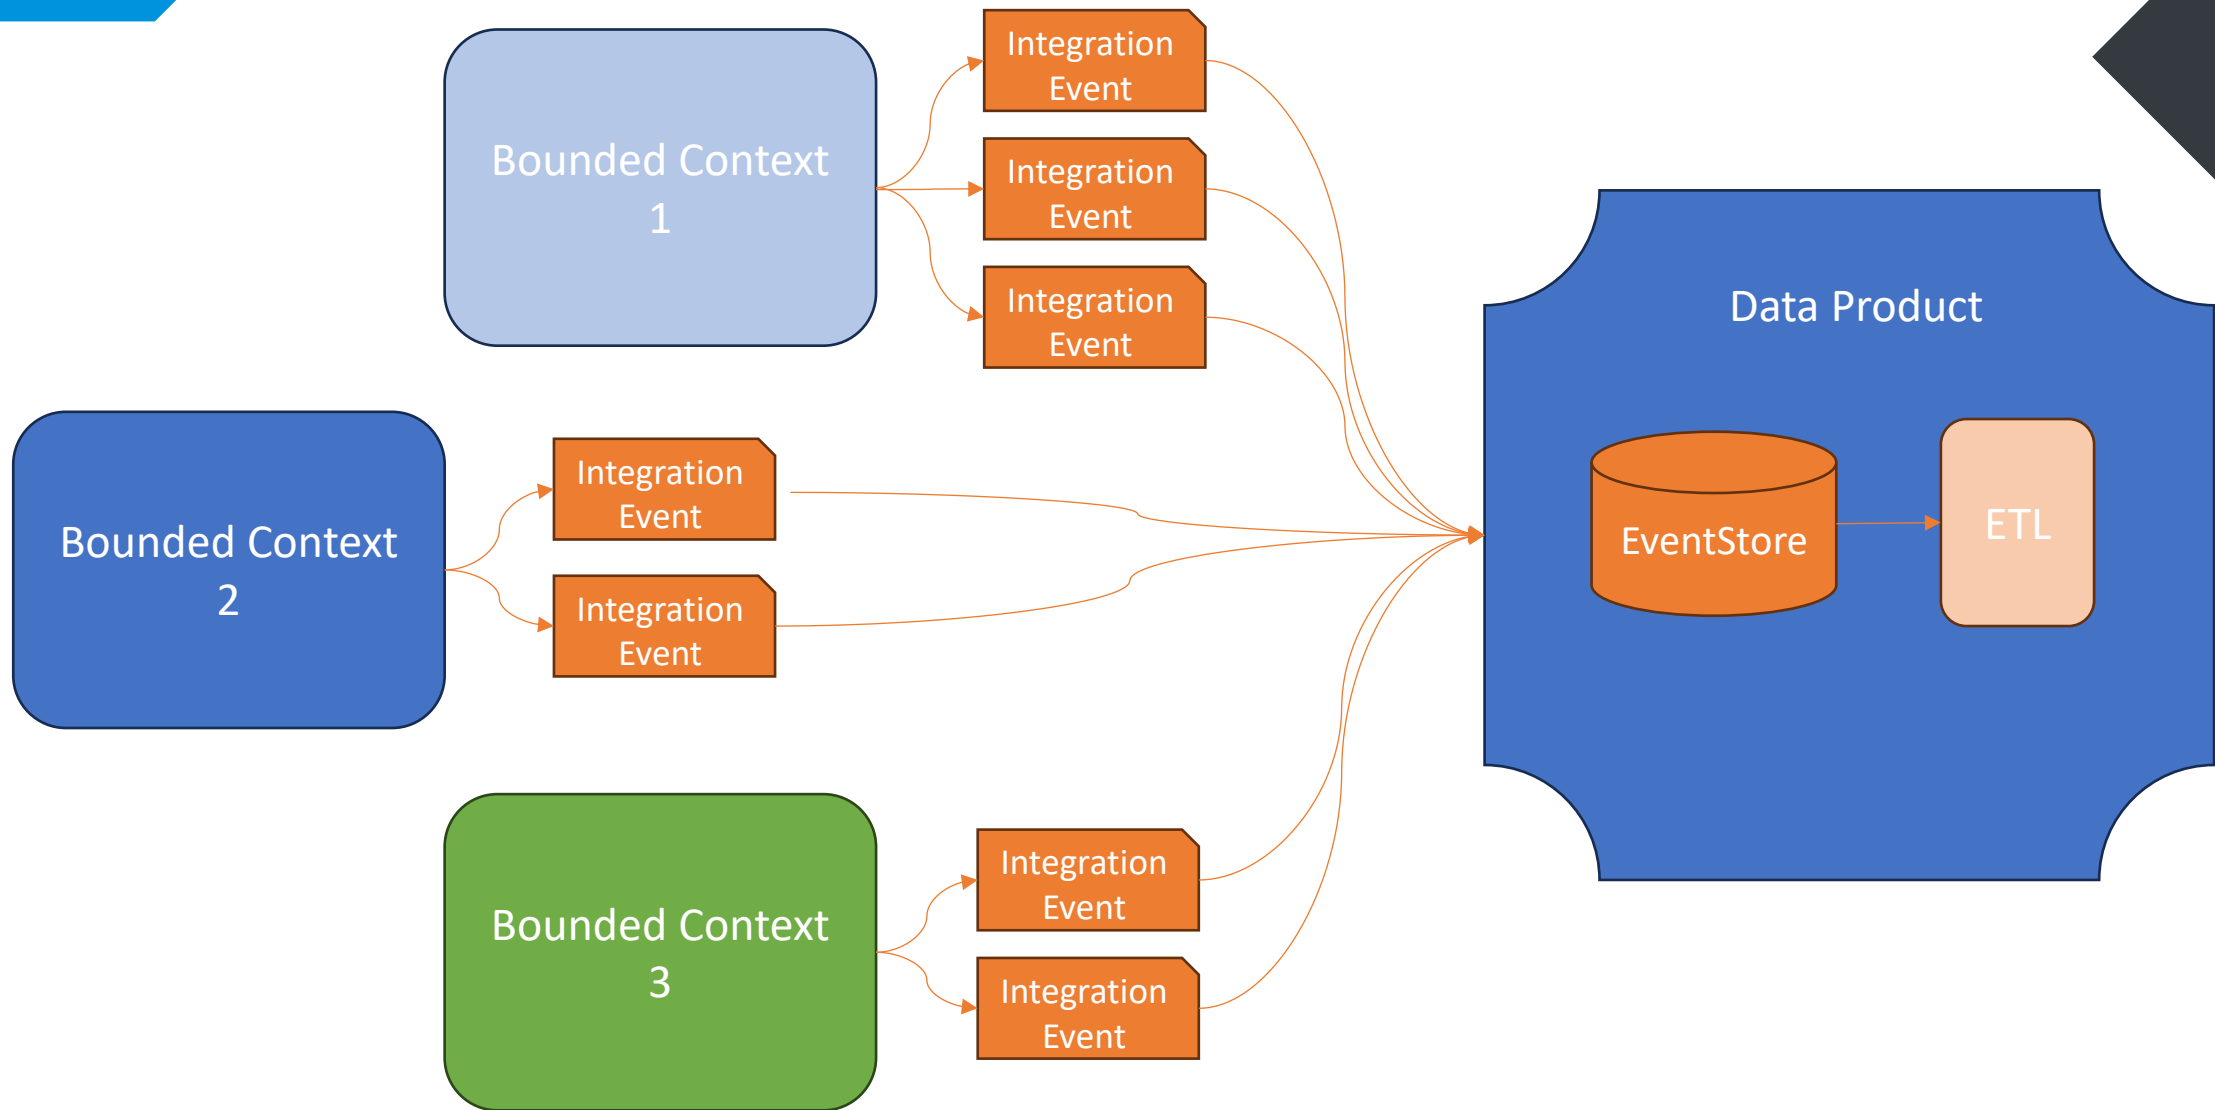 Bounded Context
1
Integration
Event
Integration
Event
Integration
Event
Bounded Context
2
Integration
Event
Integration
Event
Bounded Context
3
Integration
Event
Integration
Event
Data Product
EventStore
ETL